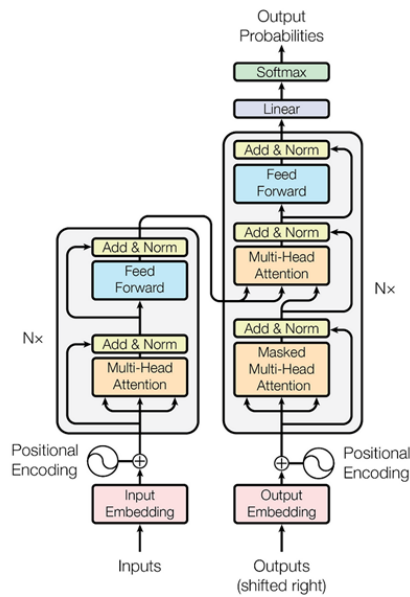 Output
Probabilities
Softmax
Linear
Add & Norm
Feed
Forward
Add & Norm
Multi-Head
Attention
Add & Norm
Masked
Multi-Head
Attention
N×
Add & Norm
Feed
Forward
Add & Norm
Multi-Head
Attention
N×
Positional
Encoding
Positional
Encoding
Input
Embedding
Output
Embedding
Inputs
Outputs
(shifted right)